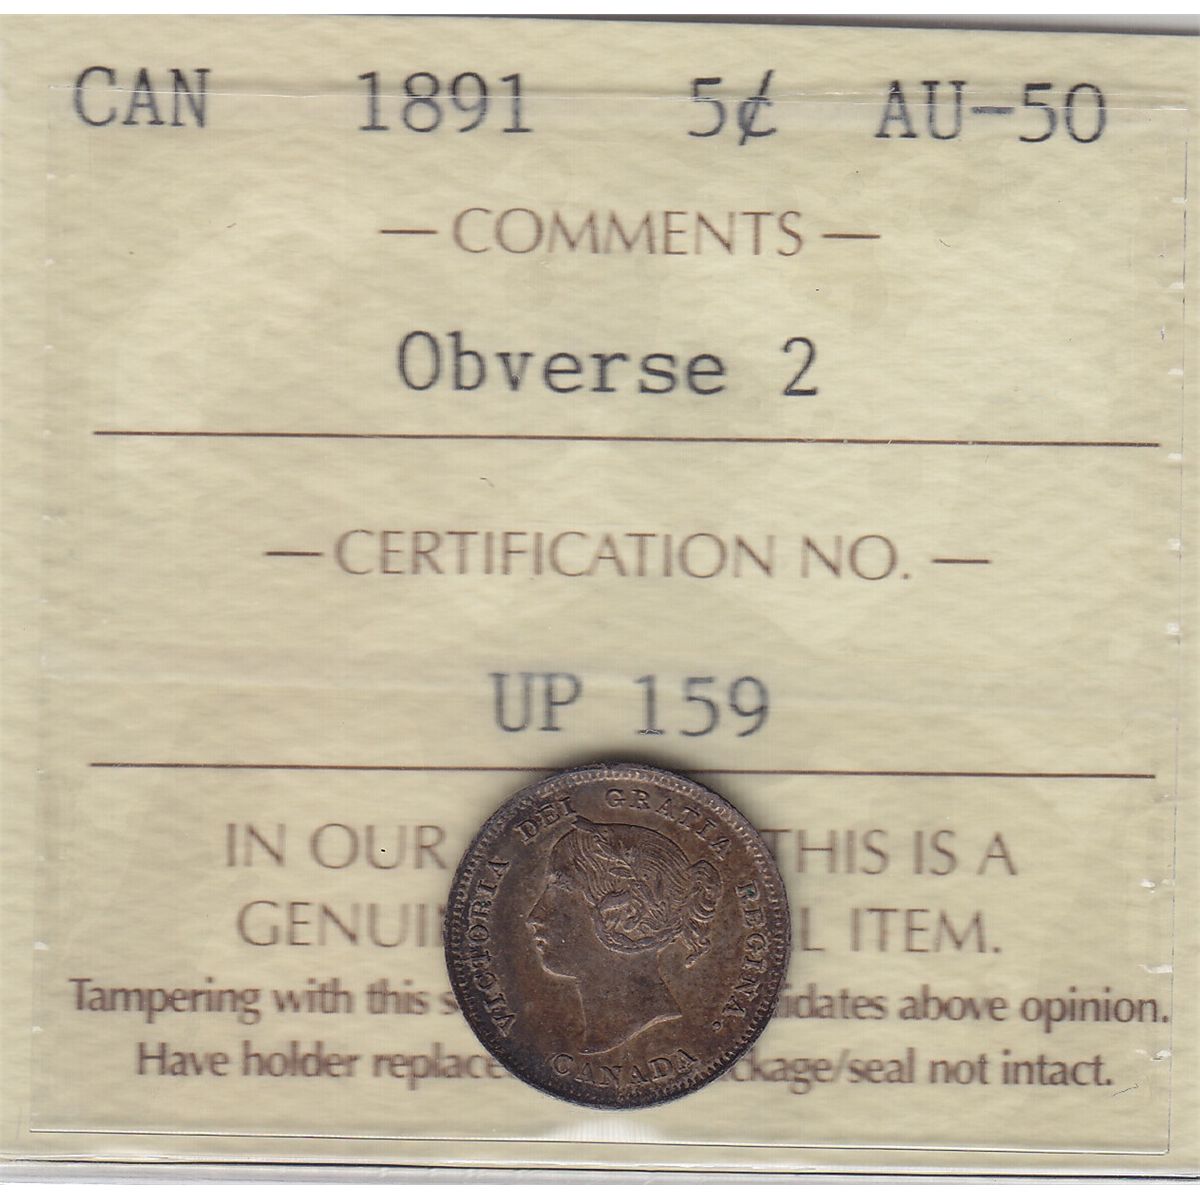 CAN 1891 5¢ AU-50
— COMMENTS —
Obverse 2
— CERTIFICATION NO. —
UP 159
IN OUR THIS IS A
ITEM.
Tampering with this above opinion.
Have holder not intact.
VICTORIA DEI GRATIA REGINA.
CANADA